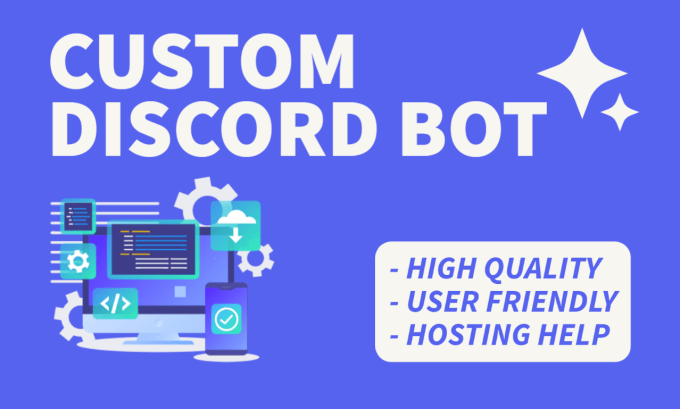 CUSTOM
DISCORD BOT
</>
- HIGH QUALITY
- USER FRIENDLY
- HOSTING HELP